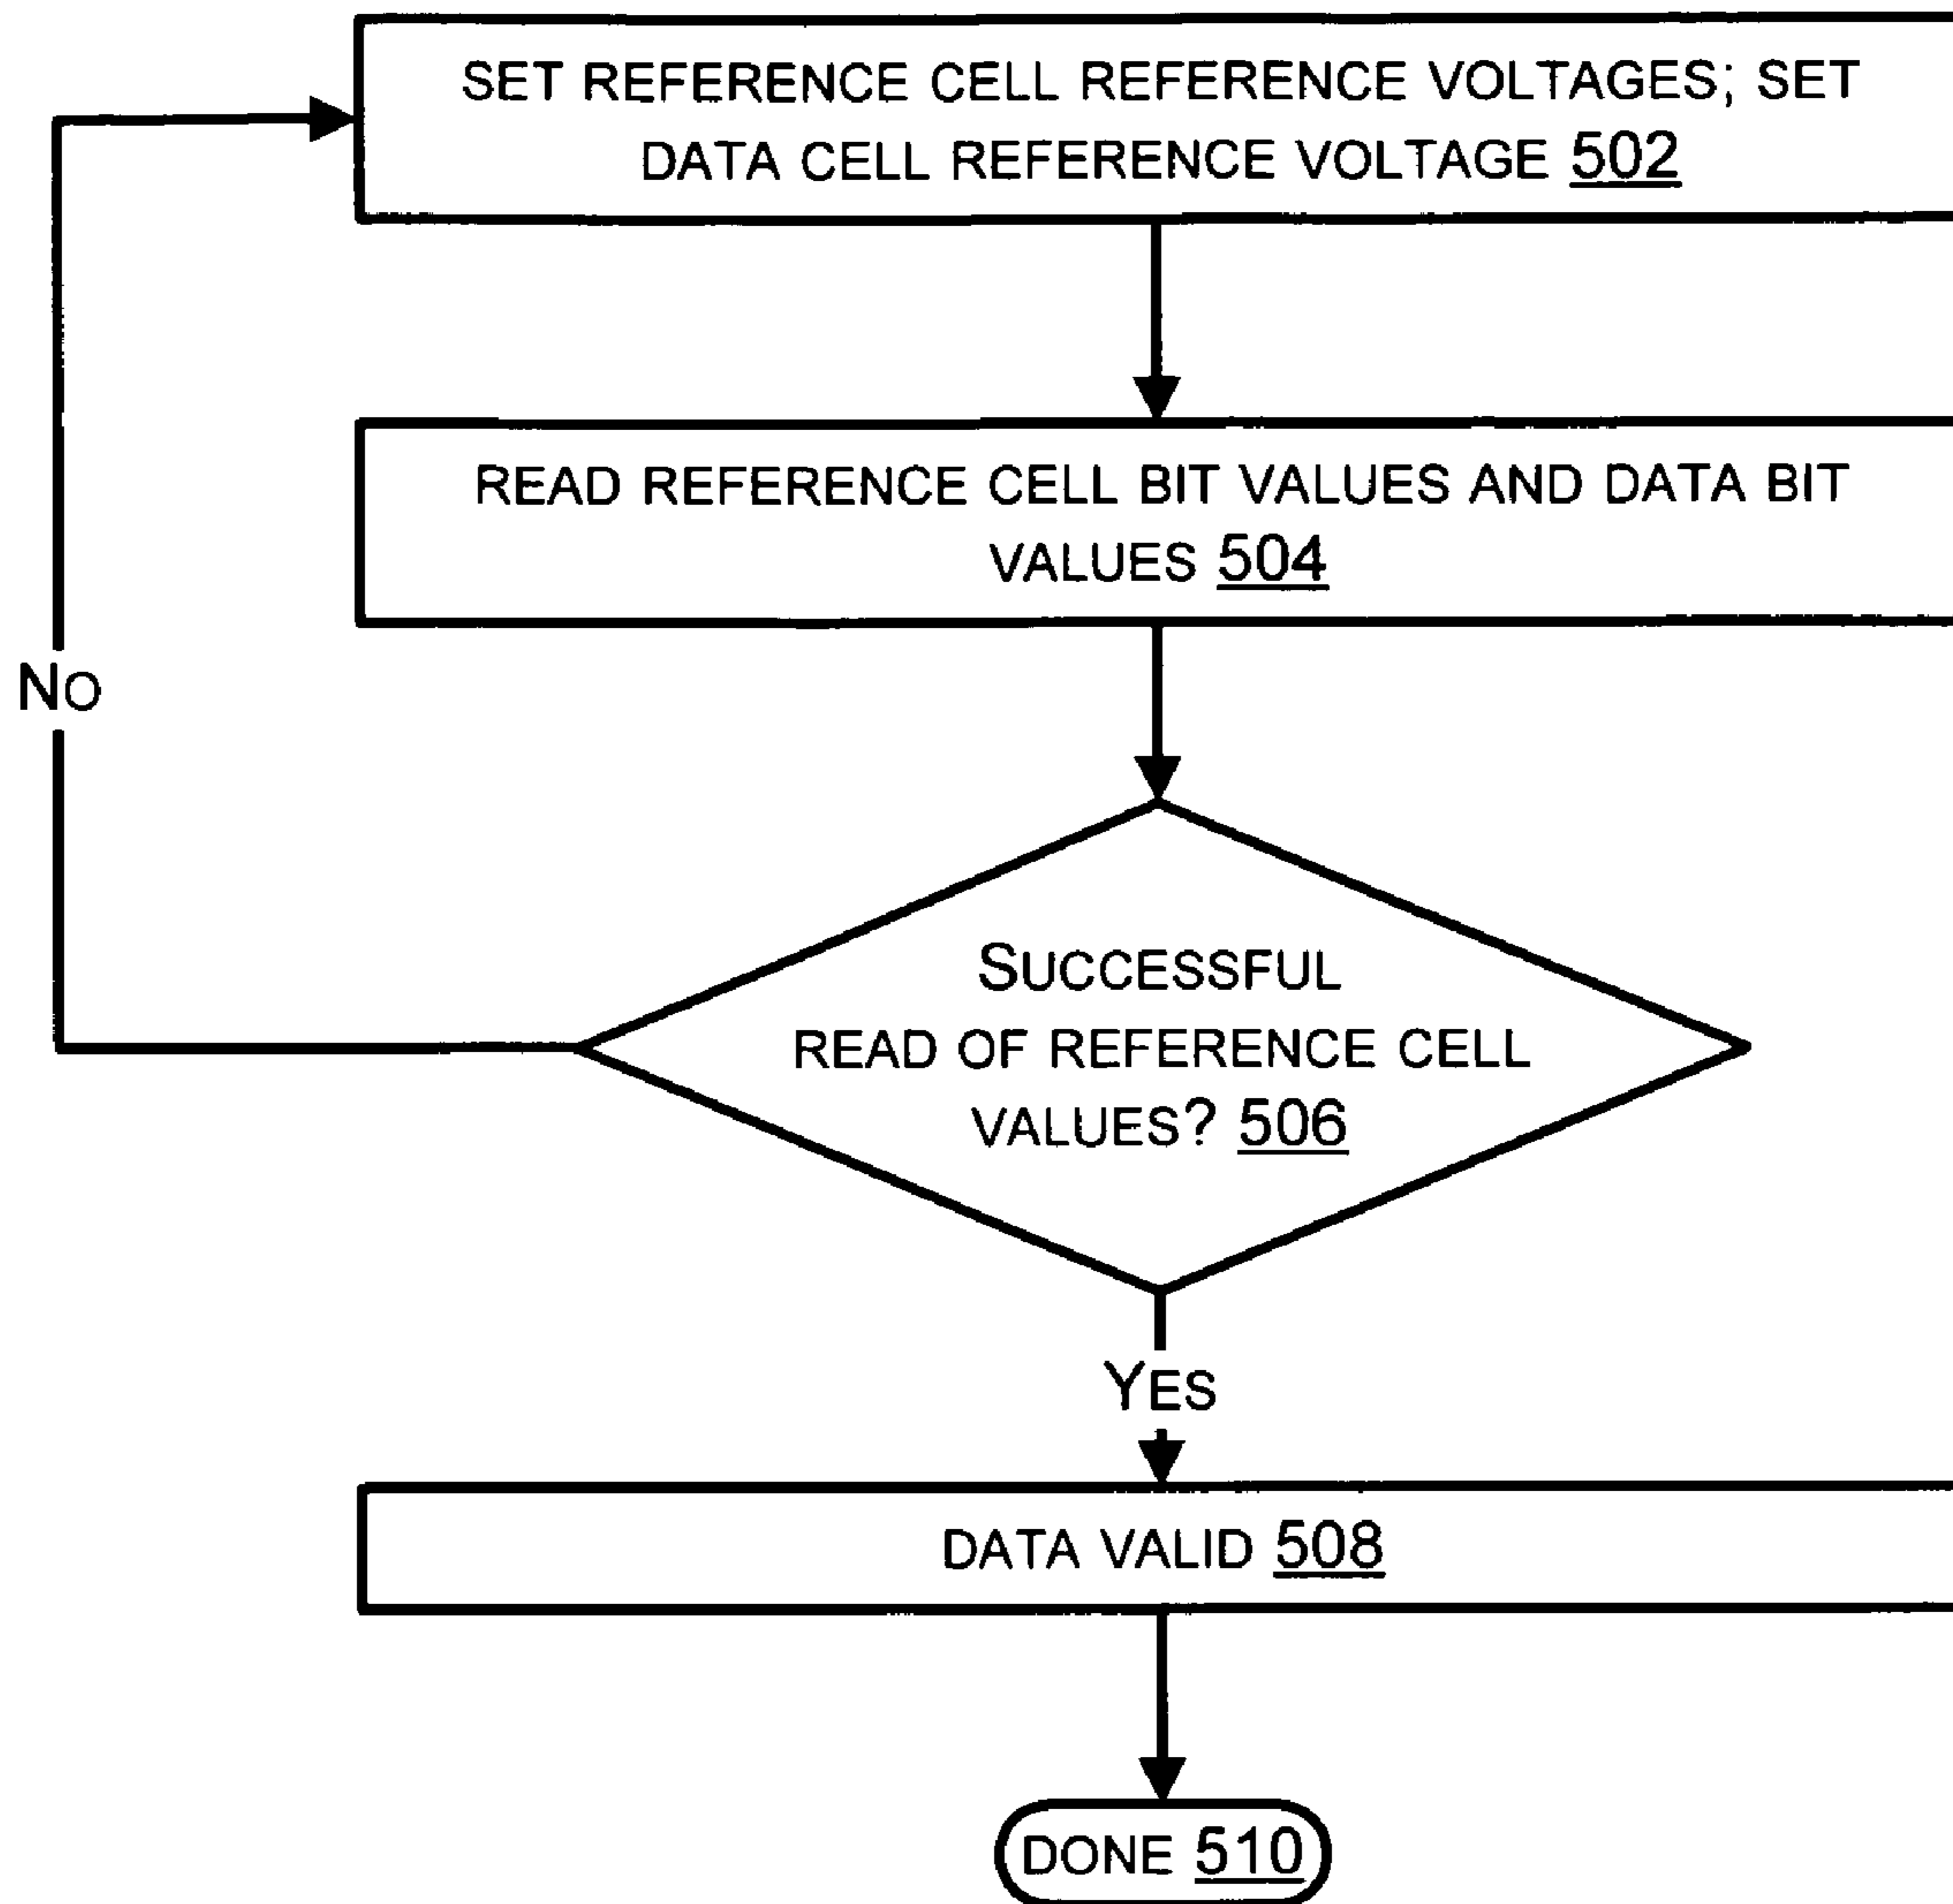 SET REFERENCE CELL REFERENCE VOLTAGES; SET
DATA CELL REFERENCE VOLTAGE 502
READ REFERENCE CELL BIT VALUES AND DATA BIT
VALUES 504
NO
SUCCESSFUL
READ OF REFERENCE CELL
VALUES? 506
YES
DATA VALID 508
DONE 510